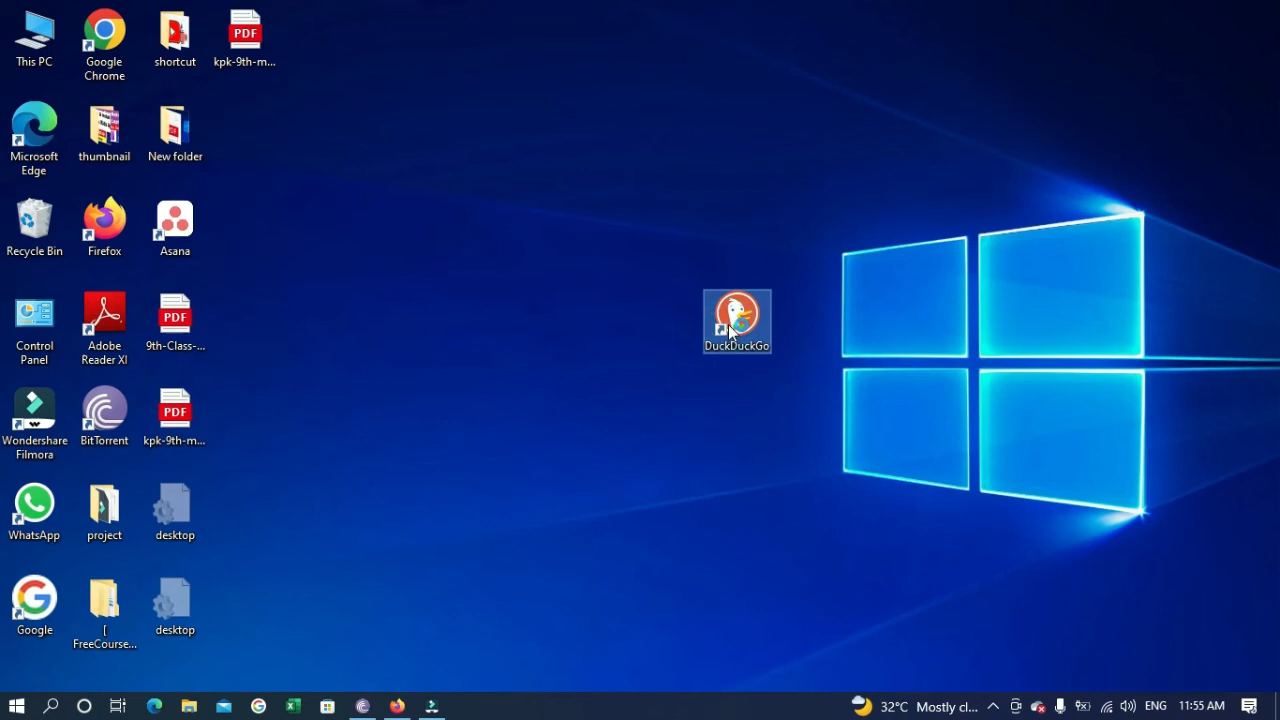 This PC
Google
Chrome
shortcut
PDF
kpk-9th-m...
Microsoft
Edge
thumbnail
New folder
Recycle Bin
Firefox
Asana
Control
Panel
Adobe
Reader XI
PDF
9th-Class-...
DuckDuckGo
Wondershare
Filmora
BitTorrent
PDF
kpk-9th-m...
WhatsApp
project
desktop
Google
[
FreeCourse...
desktop
32°C Mostly cl... ENG 11:55 AM